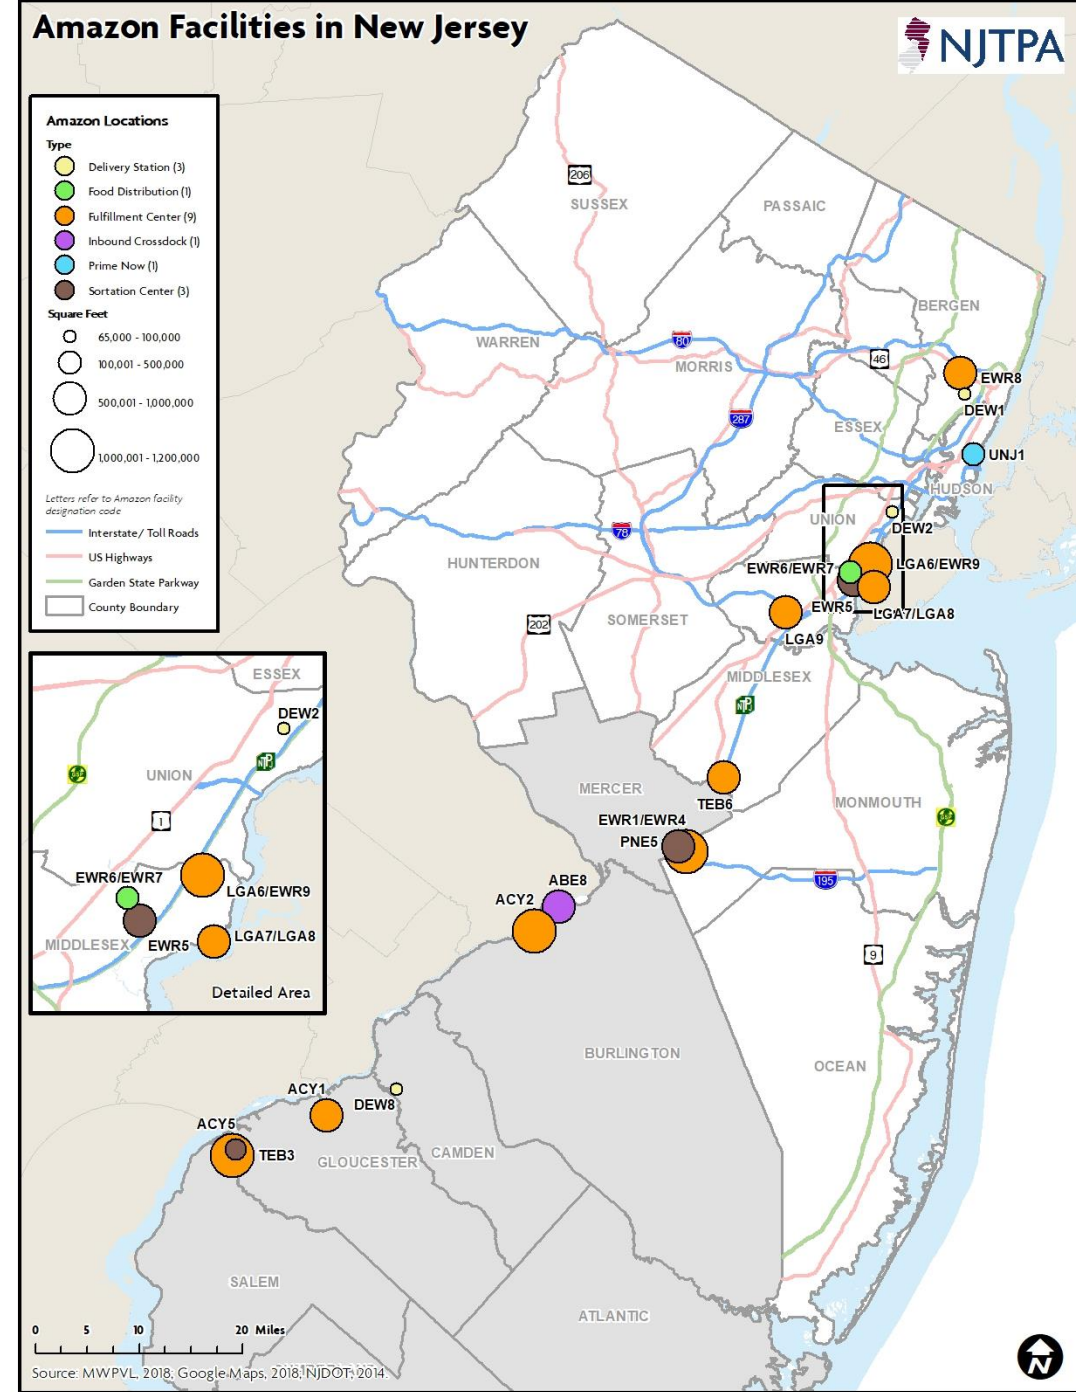 Amazon Facilities in New Jersey
NJTPA
Amazon Locations
Type
Delivery Station (3)
Food Distribution (1)
Fulfillment Center (9)
Inbound Crossdock (1)
Prime Now (1)
Sortation Center (3)
Square Feet
65,000 - 100,000
100,001 - 500,000
500,001 - 1,000,000
1,000,001 - 1,200,000
Letters refer to Amazon facility
designation code
Interstate/ Toll Roads
US Highways
Garden State Parkway
County Boundary
206
SUSSEX
PASSAIC
BERGEN
WARREN
80
MORRIS
46
EWR8
DEW1
287
ESSEX
UNJ1
HUDSON
UNION
DEW2
78
HUNTERDON
EWR6/EWR7
LGA6/EWR9
EWR5
LGA7/LGA8
202
SOMERSET
LGA9
MIDDLESEX
NTP
TEB6
MERCER
EWR1/EWR4
PNE5
MONMOUTH
195
ABE8
ACY2
9
BURLINGTON
OCEAN
ACY1
DEW8
ACY5
TEB3
GLOUCESTER
CAMDEN
SALEM
ATLANTIC
ESSEX
DEW2
NTP
UNION
1
EWR6/EWR7
LGA6/EWR9
MIDDLESEX
EWR5
LGA7/LGA8
Detailed Area
0 5 10 20 Miles
Source: MWPVL, 2018; Google Maps, 2018; NJDOT, 2014.
N